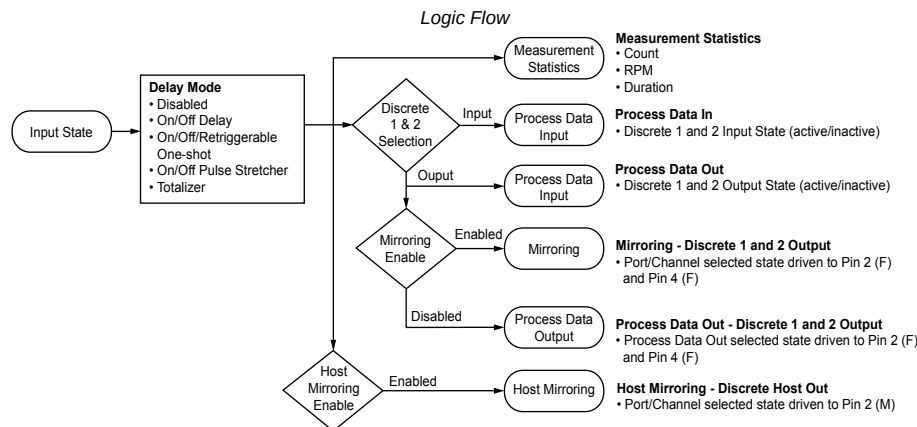 Logic Flow
Measurement
Statistics
Measurement Statistics
• Count
• RPM
• Duration
Input State
Delay Mode
• Disabled
• On/Off Delay
• On/Off/Retriggerable
One-shot
• On/Off Pulse Stretcher
• Totalizer
Discrete
1 & 2
Selection
Input
Process Data
Input
Process Data In
• Discrete 1 and 2 Input State (active/inactive)
Ouput
Process Data
Input
Process Data Out
• Discrete 1 and 2 Output State (active/inactive)
Mirroring
Enable
Enabled
Mirroring
Mirroring - Discrete 1 and 2 Output
• Port/Channel selected state driven to Pin 2 (F)
and Pin 4 (F)
Disabled
Process Data
Output
Process Data Out - Discrete 1 and 2 Output
• Process Data Out selected state driven to Pin 2 (F)
and Pin 4 (F)
Host
Mirroring
Enable
Enabled
Host Mirroring
Host Mirroring - Discrete Host Out
• Port/Channel selected state driven to Pin 2 (M)